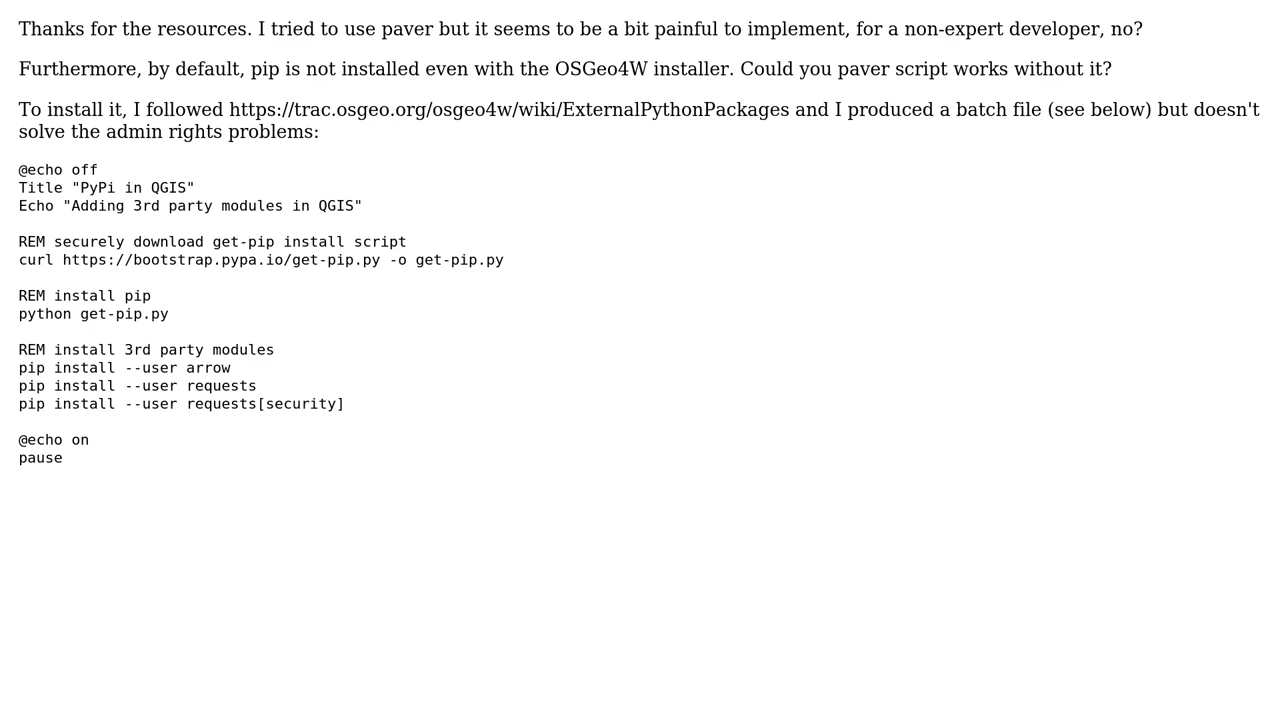 Thanks for the resources. I tried to use paver but it seems to be a bit painful to implement, for a non-expert developer, no?
Furthermore, by default, pip is not installed even with the OSGeo4W installer. Could you paver script works without it?
To install it, I followed https://trac.osgeo.org/osgeo4w/wiki/ExternalPythonPackages and I produced a batch file (see below) but doesn't
solve the admin rights problems:
@echo off
Title "PyPi in QGIS"
Echo "Adding 3rd party modules in QGIS"
REM securely download get-pip install script
curl https://bootstrap.pypa.io/get-pip.py -o get-pip.py
REM install pip
python get-pip.py
REM install 3rd party modules
pip install --user arrow
pip install --user requests
pip install --user requests[security]
@echo on
pause